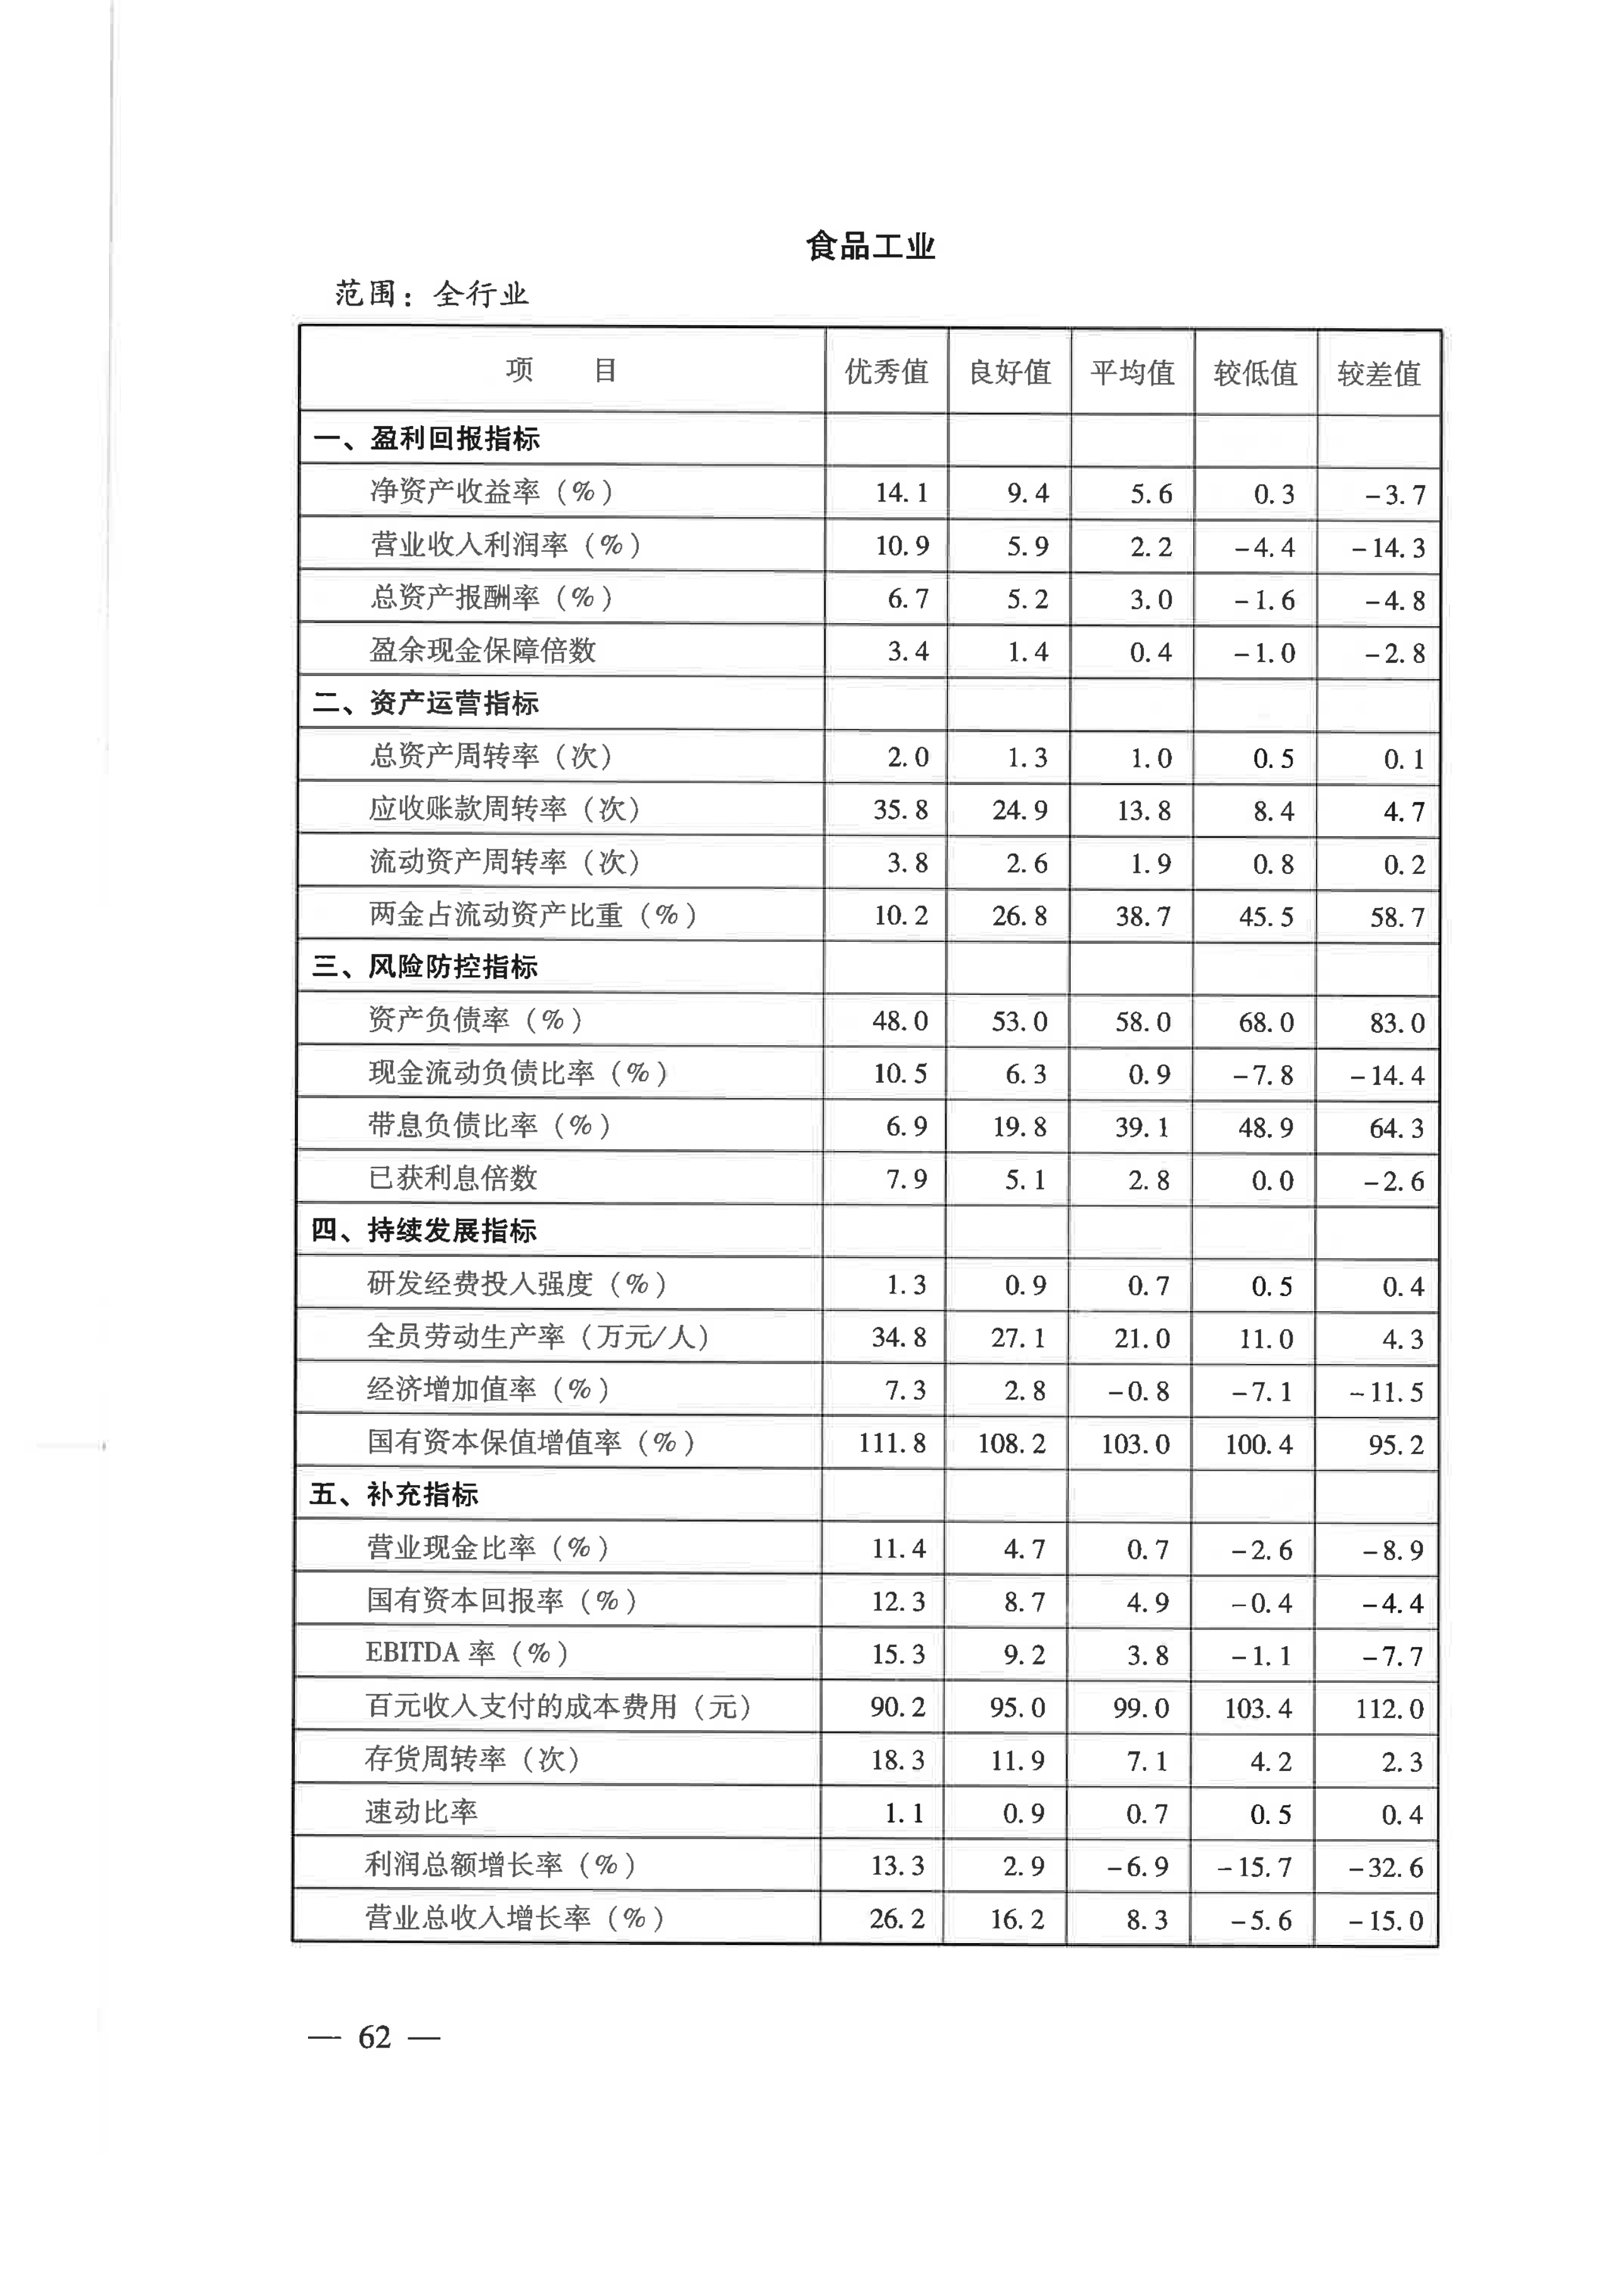 食品工业
范围：全行业
项 目 优秀值 良好值 平均值 较低值 较差值
一、盈利回报指标
净资产收益率（%） 14.1 9.4 5.6 0.3 -3.7
营业收入利润率（%） 10.9 5.9 2.2 -4.4 -14.3
总资产报酬率（%） 6.7 5.2 3.0 -1.6 -4.8
盈余现金保障倍数 3.4 1.4 0.4 -1.0 -2.8
二、资产运营指标
总资产周转率（次） 2.0 1.3 1.0 0.5 0.1
应收账款周转率（次） 35.8 24.9 13.8 8.4 4.7
流动资产周转率（次） 3.8 2.6 1.9 0.8 0.2
两金占流动资产比重（%） 10.2 26.8 38.7 45.5 58.7
三、风险防控指标
资产负债率（%） 48.0 53.0 58.0 68.0 83.0
现金流动负债比率（%） 10.5 6.3 0.9 -7.8 -14.4
带息负债比率（%） 6.9 19.8 39.1 48.9 64.3
已获利息倍数 7.9 5.1 2.8 0.0 -2.6
四、持续发展指标
研发经费投入强度（%） 1.3 0.9 0.7 0.5 0.4
全员劳动生产率（万元/人） 34.8 27.1 21.0 11.0 4.3
经济增加值率（%） 7.3 2.8 -0.8 -7.1 -11.5
国有资本保值增值率（%） 111.8 108.2 103.0 100.4 95.2
五、补充指标
营业现金比率（%） 11.4 4.7 0.7 -2.6 -8.9
国有资本回报率（%） 12.3 8.7 4.9 -0.4 -4.4
EBITDA 率（%） 15.3 9.2 3.8 -1.1 -7.7
百元收入支付的成本费用（元） 90.2 95.0 99.0 103.4 112.0
存货周转率（次） 18.3 11.9 7.1 4.2 2.3
速动比率 1.1 0.9 0.7 0.5 0.4
利润总额增长率（%） 13.3 2.9 -6.9 -15.7 -32.6
营业总收入增长率（%） 26.2 16.2 8.3 -5.6 -15.0
— 62 —